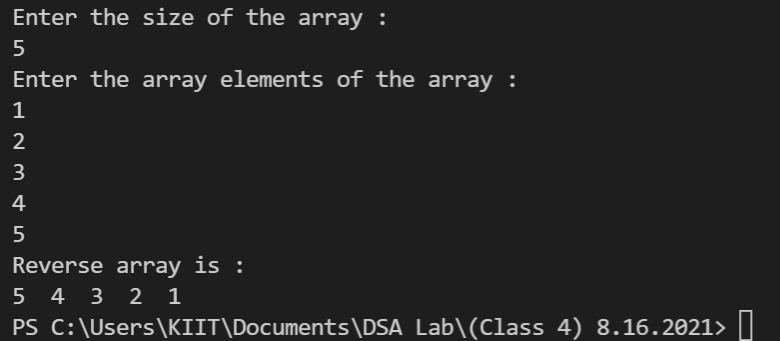 Enter the size of the array :
5
Enter the array elements of the array :
1
2
3
4
5
Reverse array is :
5  4  3  2  1
PS C:\Users\KIIT\Documents\DSA Lab\(Class 4) 8.16.2021>